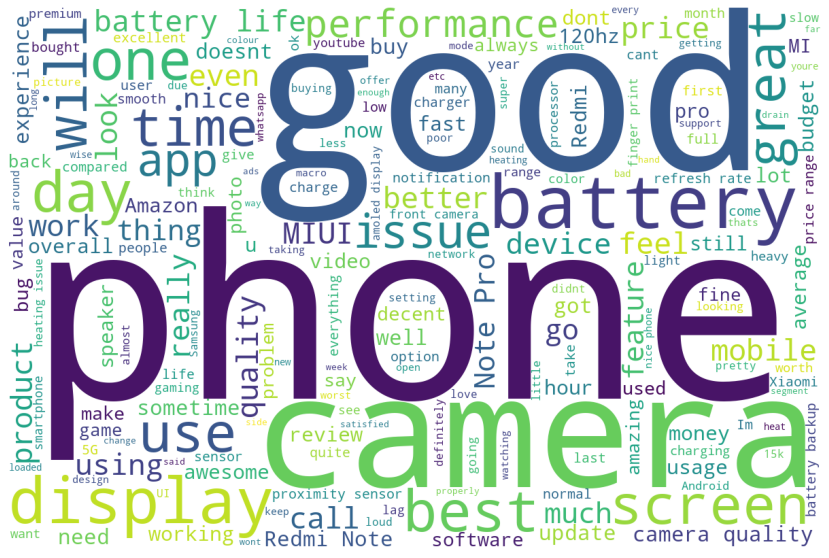 premium
battery life
performance
dont
price
month
slow
every
far
bought
excellent
colour
ok
youtube
mode
without
buy
120hz
getting
experience
long
will
one
doesnt
always
cant
MI
youre
great
budget
picture
look
even
good
user
due
nice
buying
offer
enough
etc
many
charger
poor
year
super
processor
Redmi
first
pro
support
full
drain
smooth
time
whatsapp
low
now
fast
less
back
wise
compared
app
give
ads
macro
charge
sound
heating
finger print
hand
bad
refresh rate
lot
price range
around
day
think
way
photo
amoled display
notification
range
color
better
battery
come
thats
Amazon
work
thing
front camera
MIUI
issue
taking
u
device
feel
still
light
heavy
average
overall
people
bug value
video
network
phone
heating issue
smartphone
product
speaker
almost
really
Samsung
quality
problem
everything
setting
decent
well
option
open
Note Pro
didnt
got
go
take
fine
looking
feature
nice phone
mobile
pretty
worth
life
gaming
new
say
week
worst
hour
little
used
Xiaomi
segment
make
game
sometime
love
camera
5G
change
use
side
see
satisfied
review
quite
definitely
going
watching
last
amazing
money
Im
heat
charging
15k
usage
Android
battery backup
loaded
using
said
sensor
awesome
design
display
UI
proximity sensor
properly
best
normal
much
screen
want
need
working
keep
wont
call
loud
lag
Redmi Note
software
update
camera quality